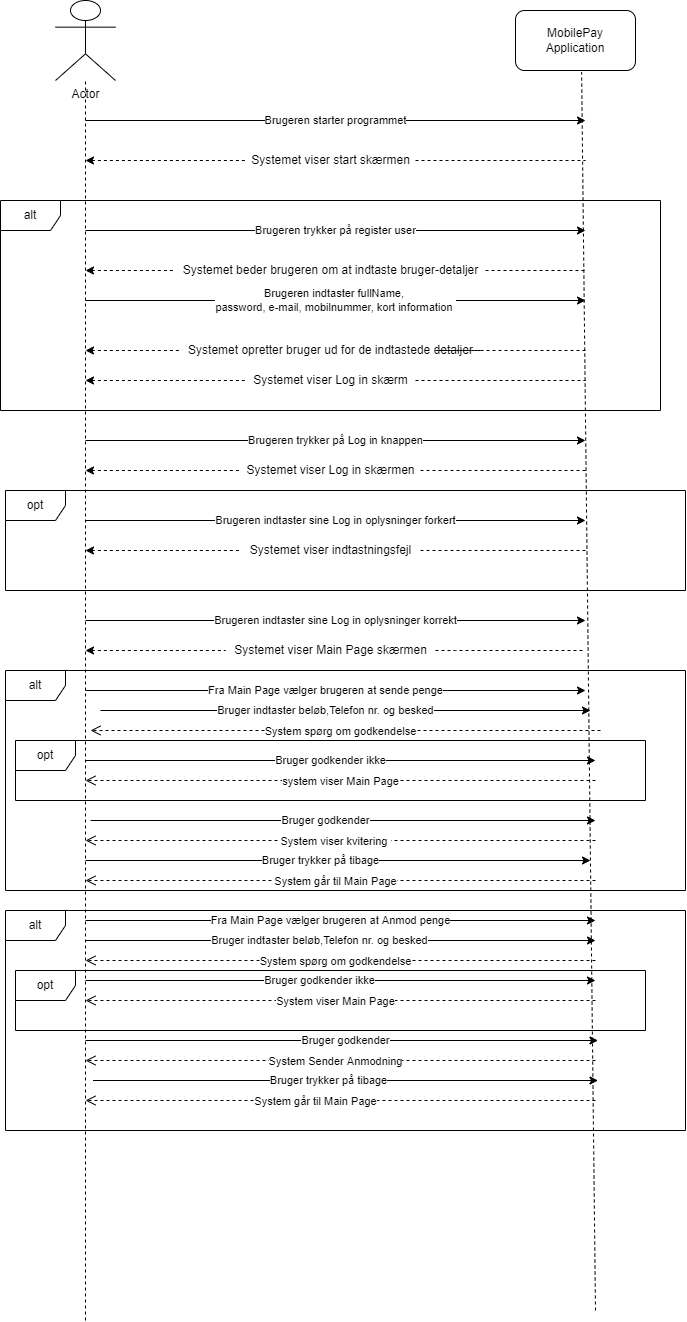 MobilePay
Application
Actor
Brugeren starter programmet
Systemet viser start skærmen
alt
Brugeren trykker på register user
Systemet beder brugeren om at indtaste bruger-detaljer
Brugeren indtaster fullName,
password, e-mail, mobilnummer, kort information
Systemet opretter bruger ud for de indtastede detaljer
Systemet viser Log in skærm
Brugeren trykker på Log in knappen
Systemet viser Log in skærmen
opt
Brugeren indtaster sine Log in oplysninger forkert
Systemet viser indtastningsfejl
Brugeren indtaster sine Log in oplysninger korrekt
Systemet viser Main Page skærmen
alt
Fra Main Page vælger brugeren at sende penge
Bruger indtaster beløb,Telefon nr. og besked
System spørg om godkendelse
opt
Bruger godkender ikke
system viser Main Page
Bruger godkender
System viser kvitering
Bruger trykker på tibage
System går til Main Page
alt
Fra Main Page vælger brugeren at Anmod penge
Bruger indtaster beløb,Telefon nr. og besked
System spørg om godkendelse
opt
Bruger godkender ikke
System viser Main Page
Bruger godkender
System Sender Anmodning
Bruger trykker på tibage
System går til Main Page